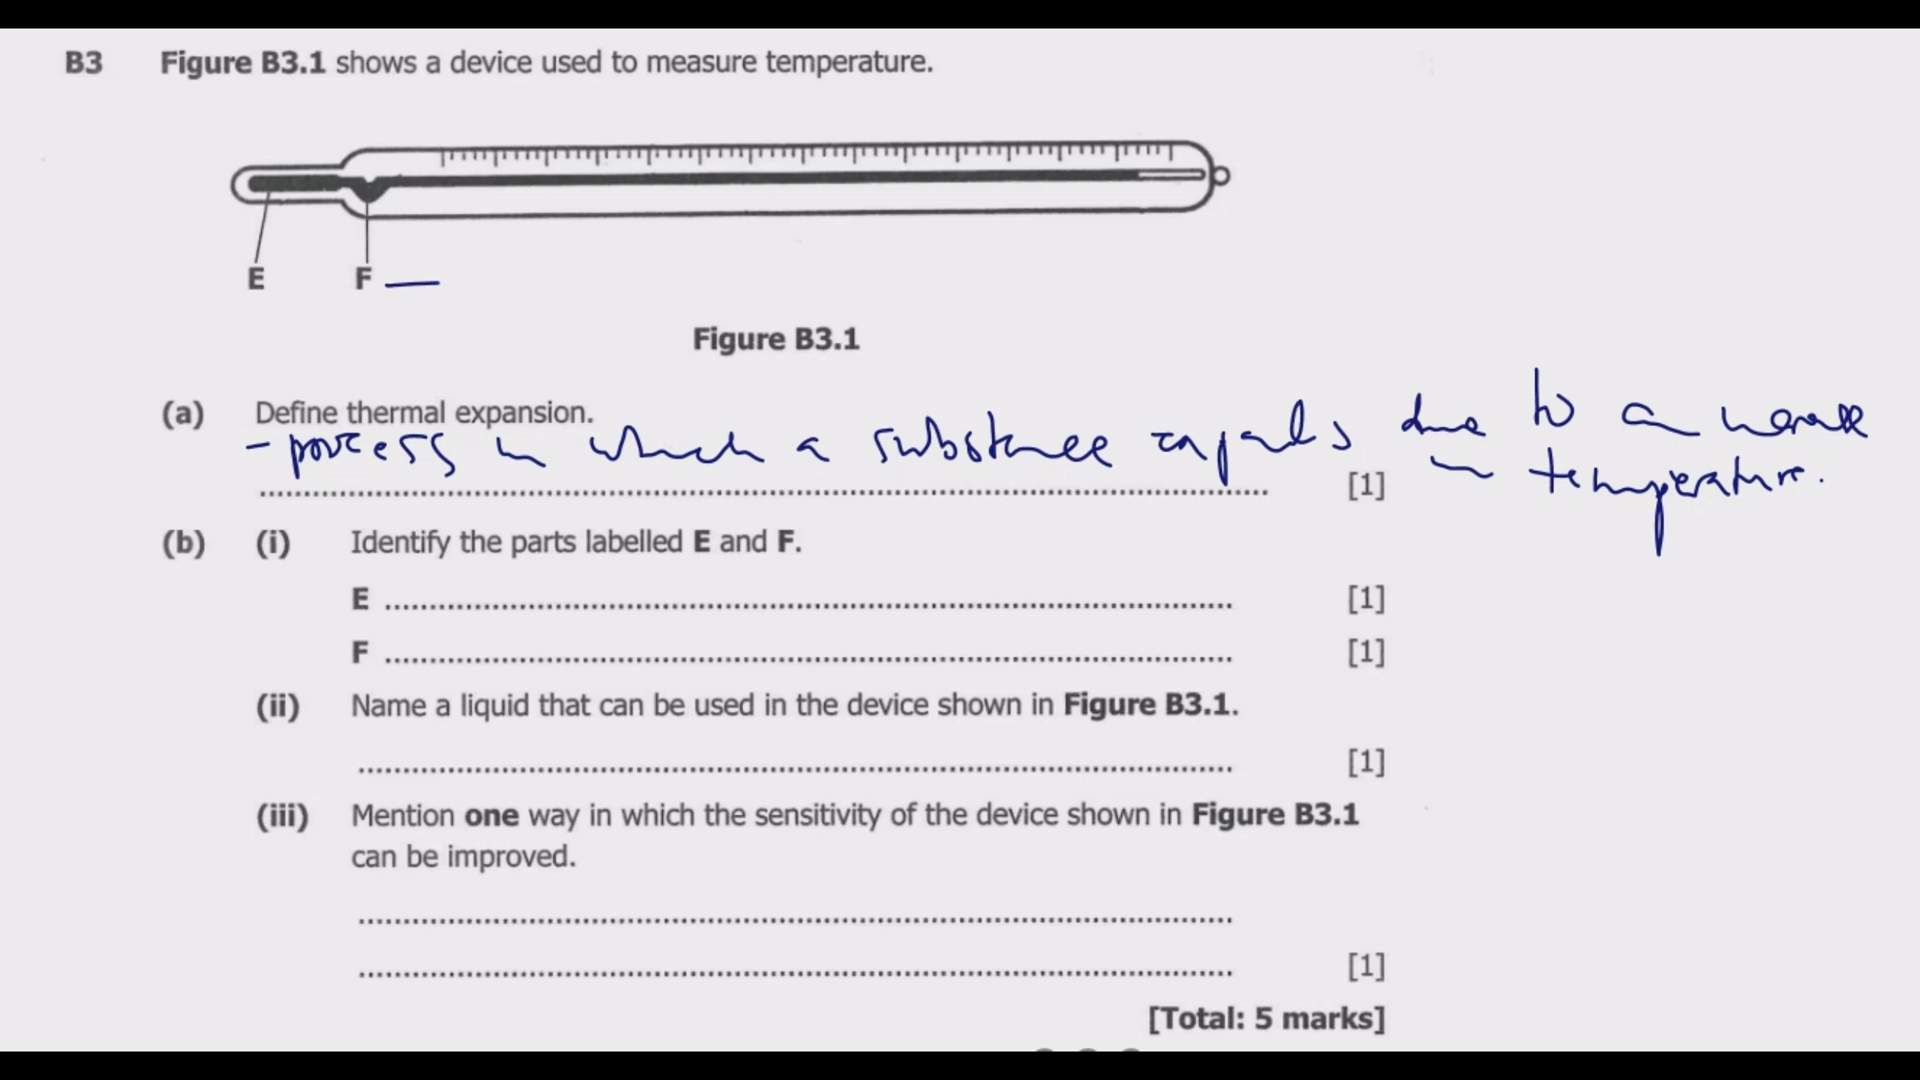 B3 Figure B3.1 shows a device used to measure temperature.
E F
Figure B3.1
(a) Define thermal expansion.
- process in which a substance expands due to an increase
in temperature.
[1]
(b) (i) Identify the parts labelled E and F.
E ........ [1]
F ........ [1]
(ii) Name a liquid that can be used in the device shown in Figure B3.1.
........ [1]
(iii) Mention one way in which the sensitivity of the device shown in Figure B3.1
can be improved.
........
........ [1]
[Total: 5 marks]